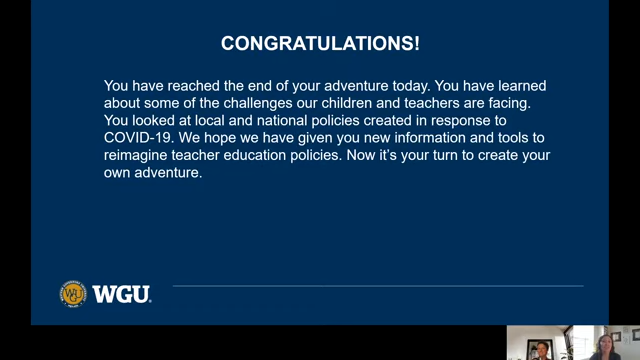 CONGRATULATIONS!
You have reached the end of your adventure today. You have learned
about some of the challenges our children and teachers are facing.
You looked at local and national policies created in response to
COVID-19. We hope we have given you new information and tools to
reimagine teacher education policies. Now it's your turn to create your
own adventure.
WGU